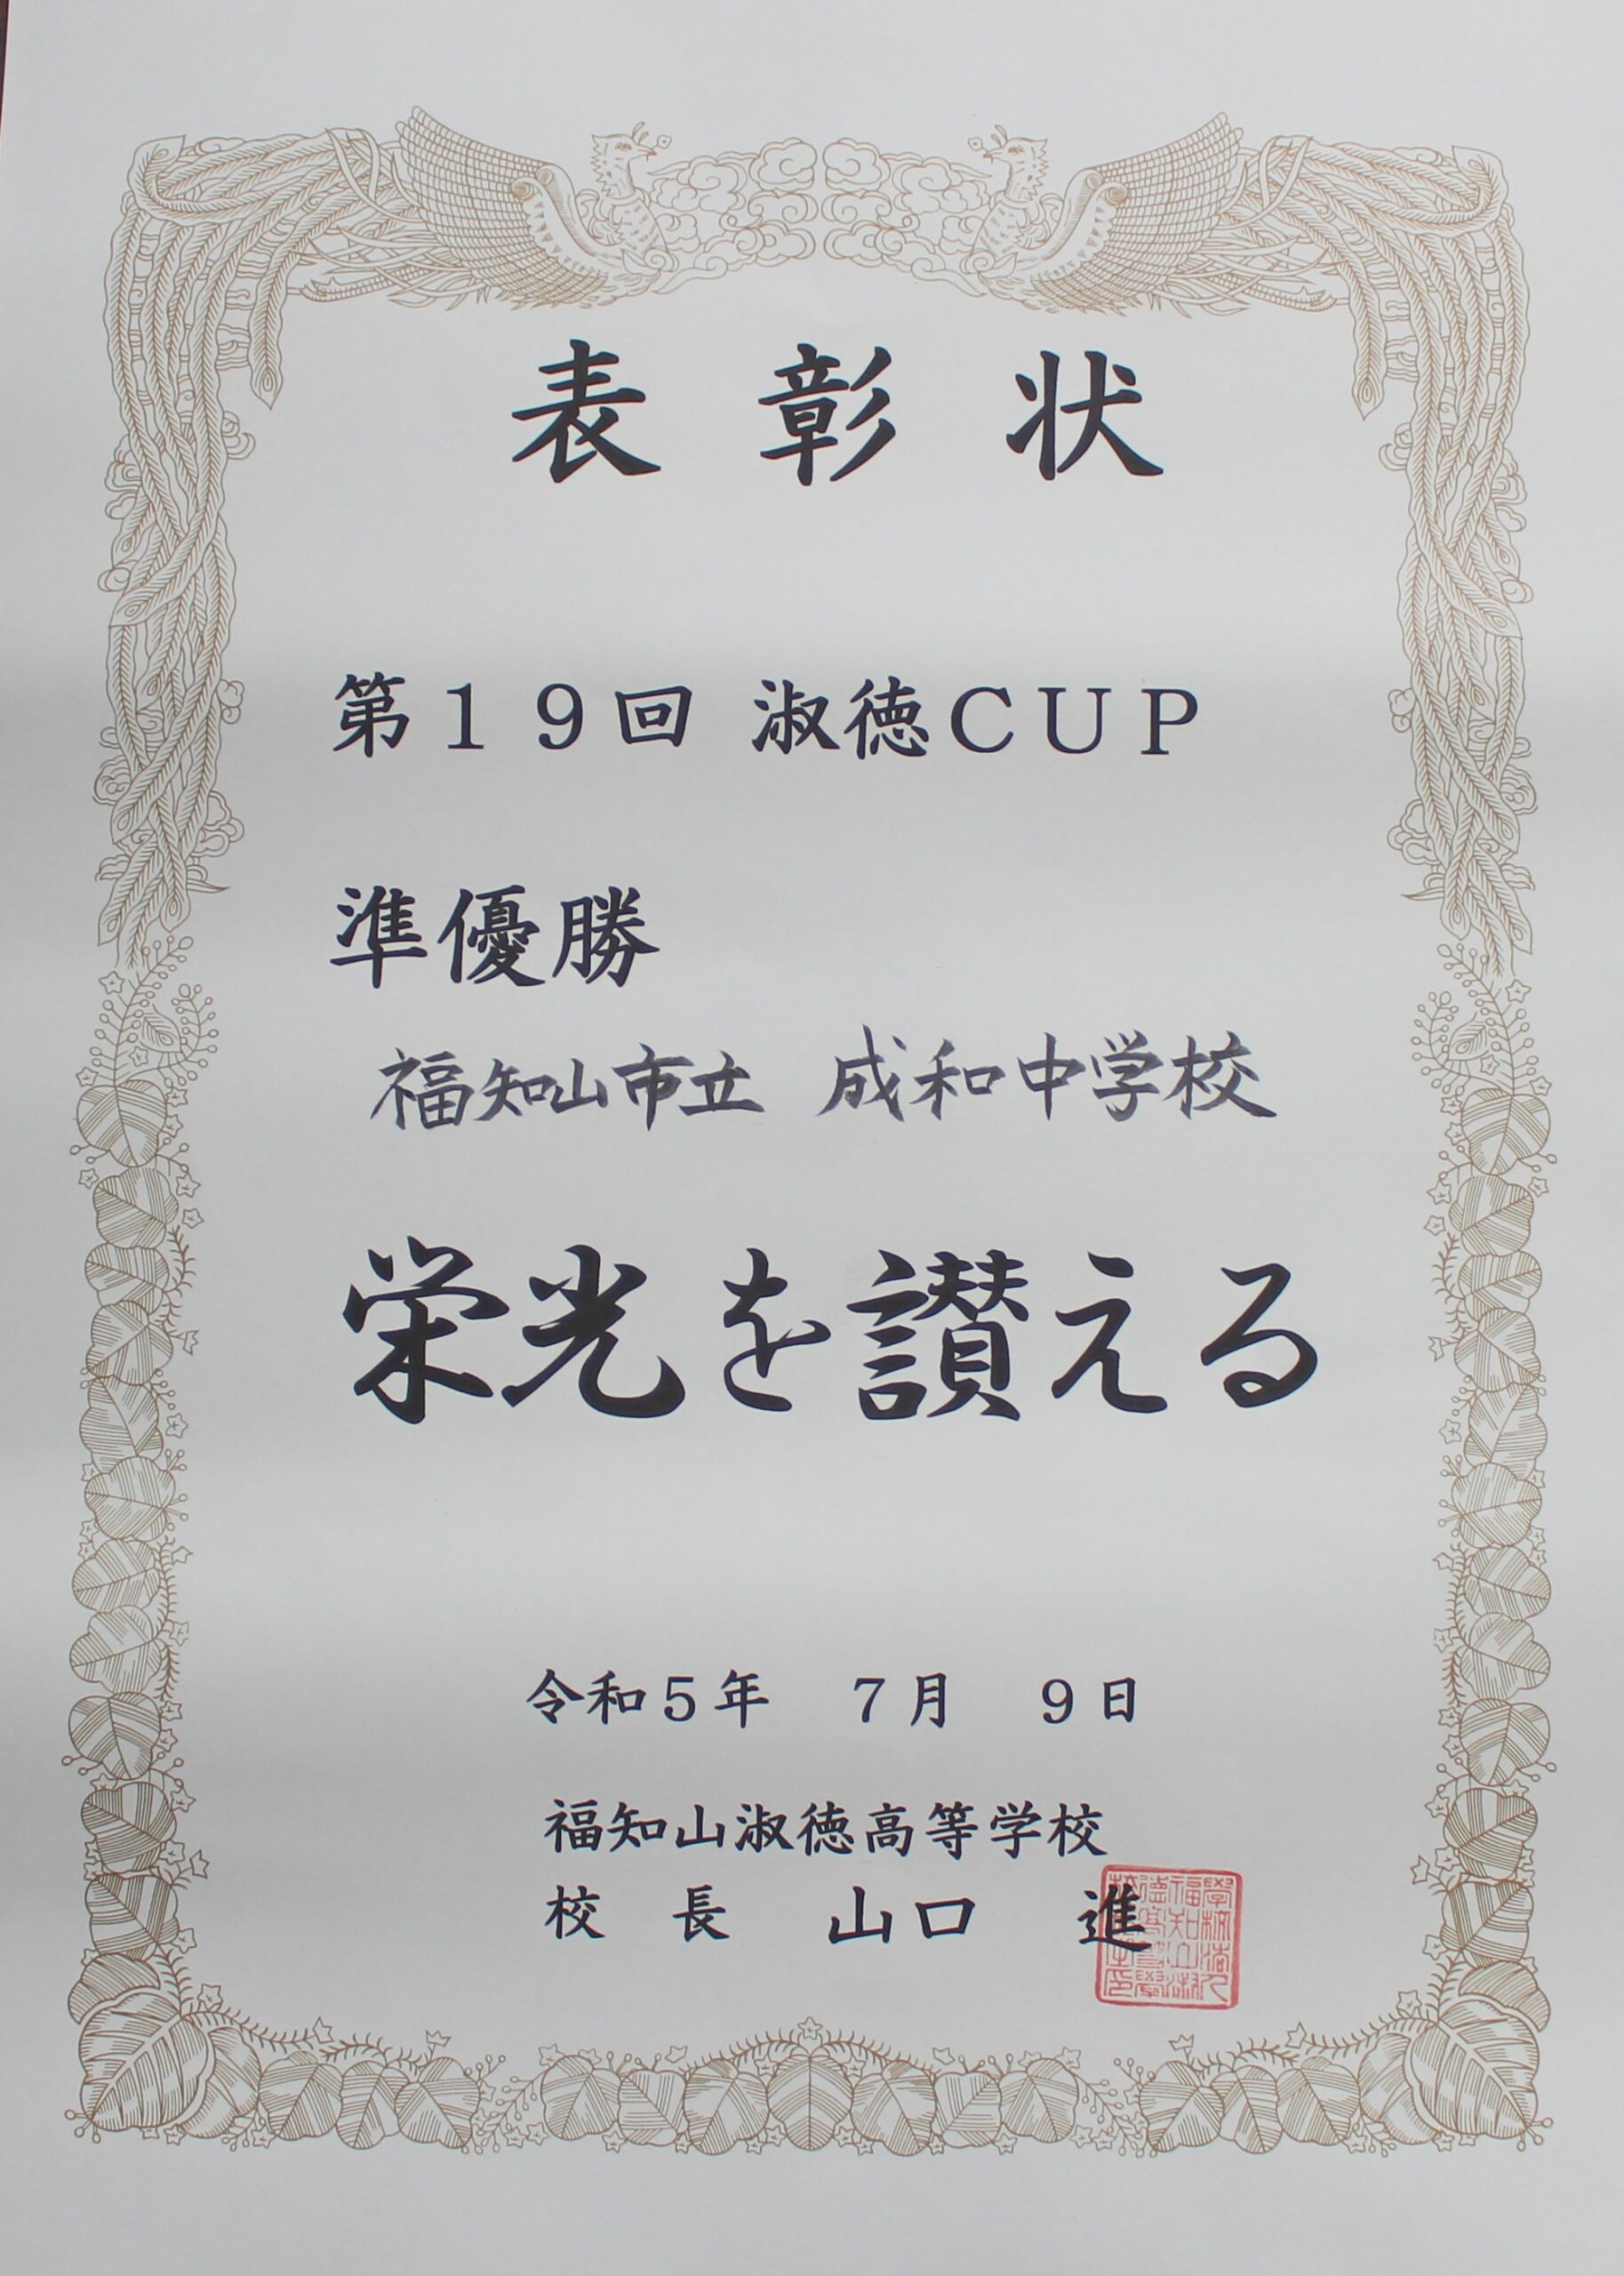 表彰状
第１９回 淑徳ＣＵＰ
準優勝
福知山市立 成和中学校
栄光を讃える
令和５年 ７月 ９日
福知山淑徳高等学校
校 長 山口 進